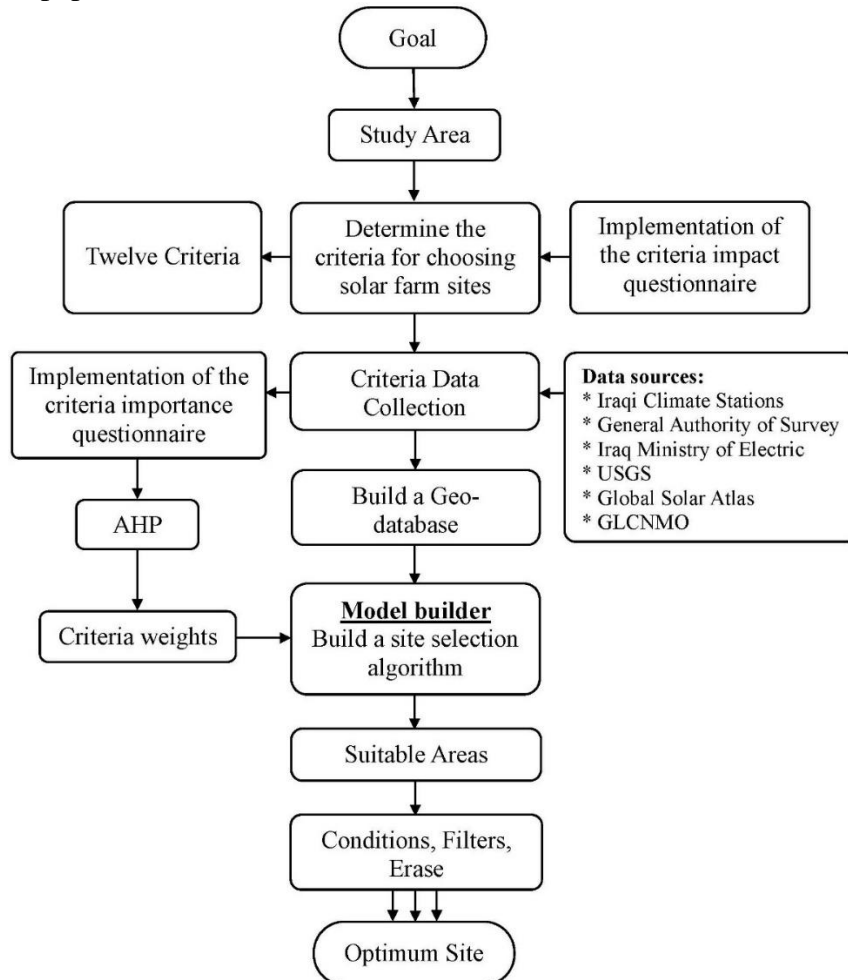 Goal
Study Area
Twelve Criteria
Determine the
criteria for choosing
solar farm sites
Implementation of
the criteria impact
questionnaire
Implementation of the
criteria importance
questionnaire
Criteria Data
Collection
Data sources:
* Iraqi Climate Stations
* General Authority of Survey
* Iraq Ministry of Electric
* USGS
* Global Solar Atlas
* GLCNMO
AHP
Build a Geo-
database
Criteria weights
Model builder
Build a site selection
algorithm
Suitable Areas
Conditions, Filters,
Erase
Optimum Site